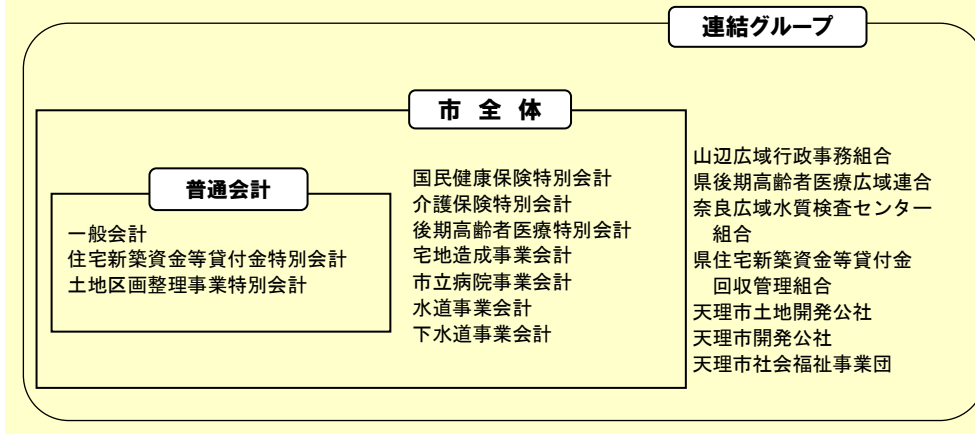 連結グループ
市 全 体
普通会計
一般会計
住宅新築資金等貸付金特別会計
土地区画整理事業特別会計
国民健康保険特別会計
介護保険特別会計
後期高齢者医療特別会計
宅地造成事業会計
市立病院事業会計
水道事業会計
下水道事業会計
山辺広域行政事務組合
県後期高齢者医療広域連合
奈良広域水質検査センター
組合
県住宅新築資金等貸付金
回収管理組合
天理市土地開発公社
天理市開発公社
天理市社会福祉事業団